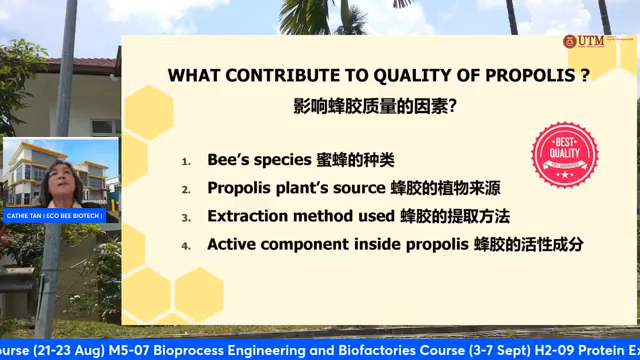 UTM
WHAT CONTRIBUTE TO QUALITY OF PROPOLIS ?
影响蜂胶质量的因素?
BEST
QUALITY
1. Bee's species 蜜蜂的种类
2. Propolis plant's source 蜂胶的植物来源
3. Extraction method used 蜂胶的提取方法
4. Active component inside propolis 蜂胶的活性成分
CATHIE TAN | ECO BEE BIOTECH |
ourse (21-23 Aug) M5-07 Bioprocess Engineering and Biofactories Course (3-7 Sept) H2-09 Protein E